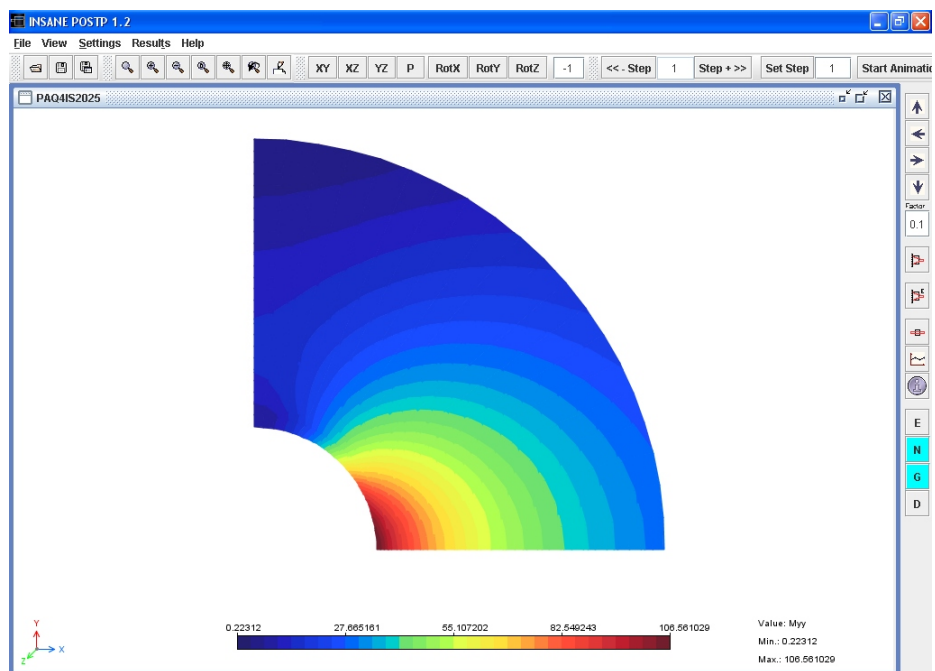 INSANE POSTP 1.2
File View Settings Results Help
XY XZ YZ P RotX RotY RotZ -1 << - Step 1 Step + >> Set Step 1 Start Animatic
PAQ4IS2025
Factor
0.1
E
E
N
G
D
0.22312 27.665161 55.107202 82.549243 106.561029
Value: Myy
Min.: 0.22312
Max.: 106.561029
Y
X
Z